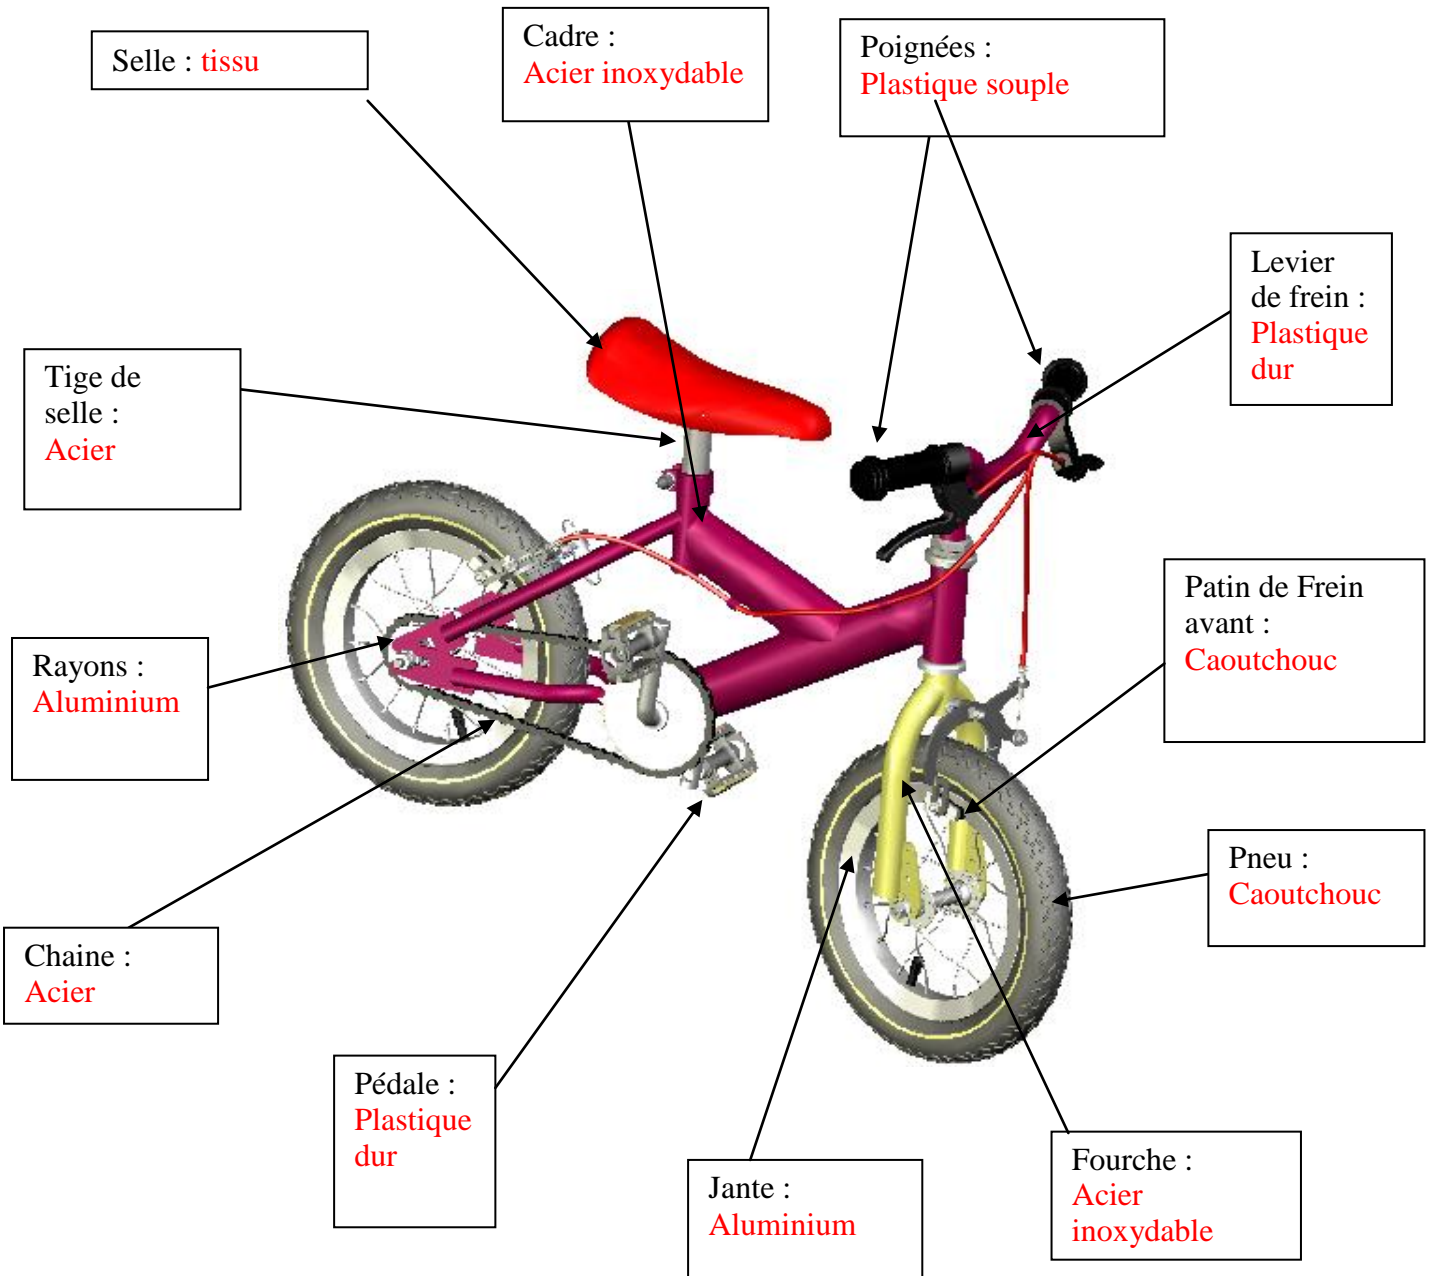 Selle : tissu
Cadre :
Acier inoxydable
Poignées :
Plastique souple
Levier
de frein :
Plastique
dur
Tige de
selle :
Acier
Patin de Frein
avant :
Caoutchouc
Rayons :
Aluminium
Pneu :
Caoutchouc
Chaine :
Acier
Pédale :
Plastique
dur
Jante :
Aluminium
Fourche :
Acier
inoxydable